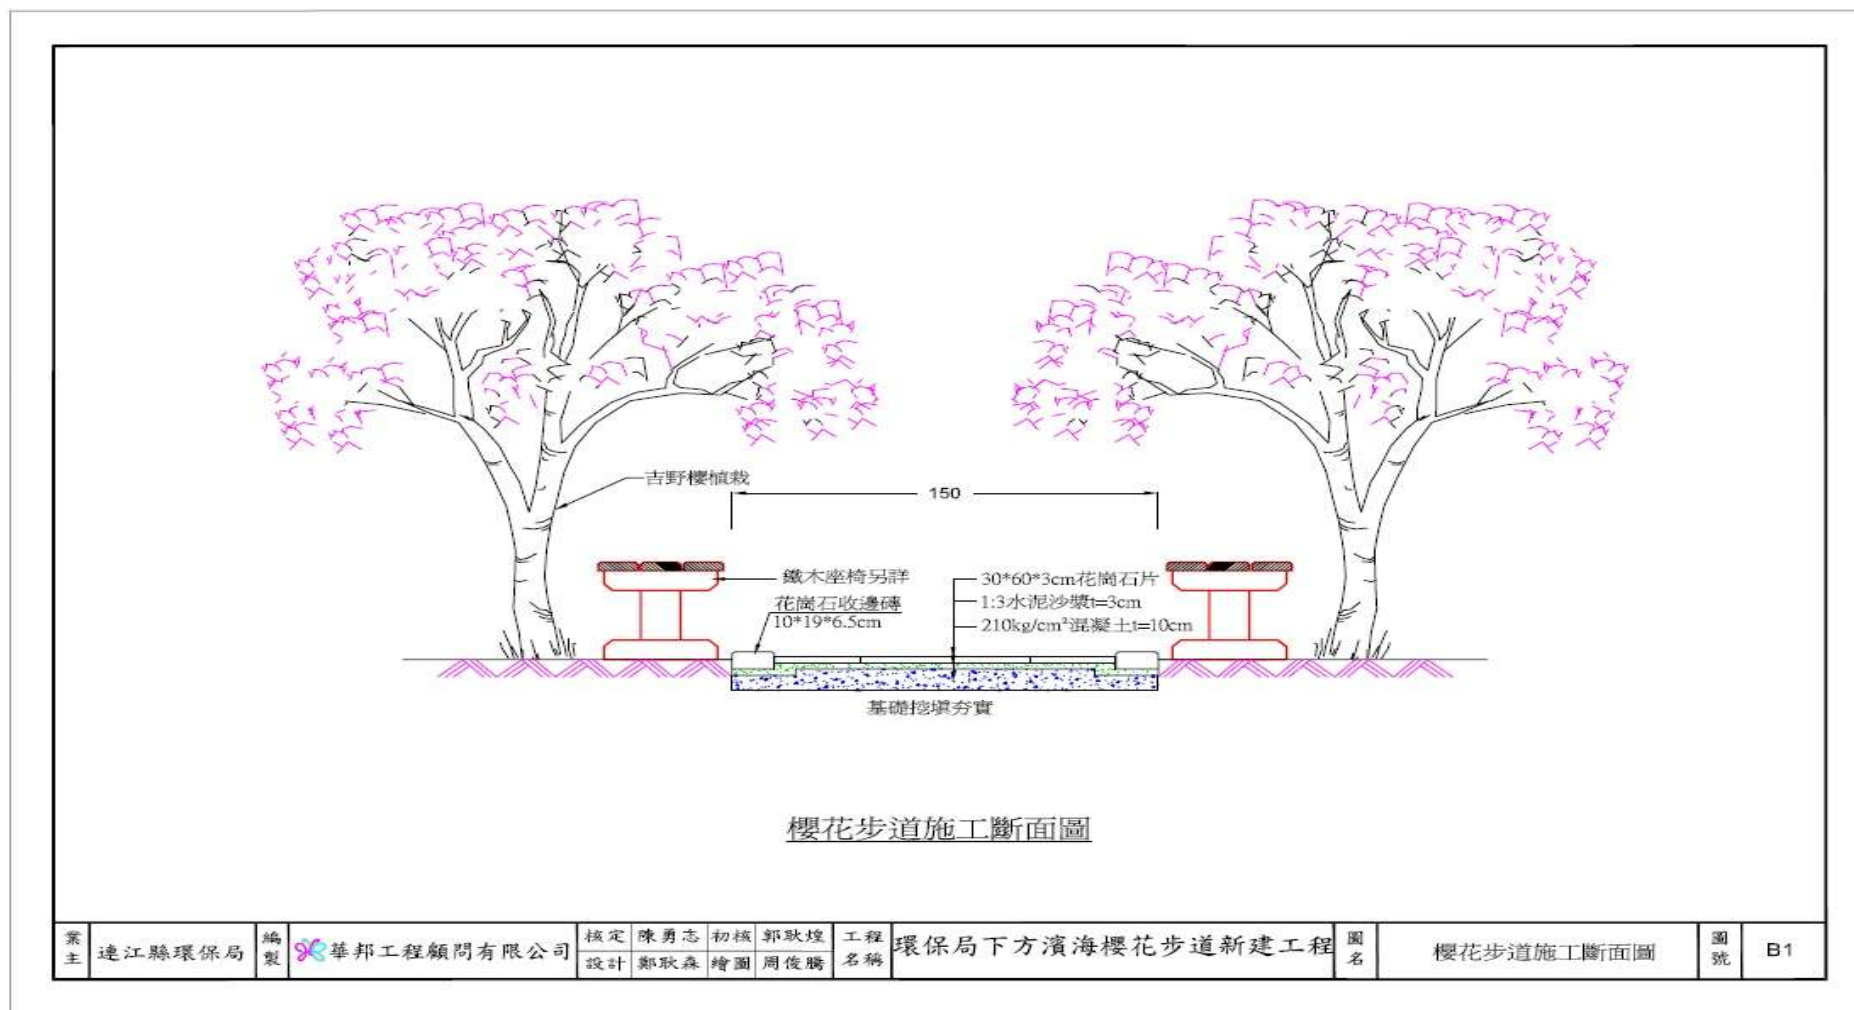 吉野櫻植栽
150
鐵木座椅另詳
花崗石收邊磚
10*19*6.5cm
30*60*3cm花崗石片
1:3水泥沙漿t=3cm
210kg/cm²混凝土t=10cm
基礎挖填夯實
櫻花步道施工斷面圖
業主 連江縣環保局 編製 華邦工程顧問有限公司
核定 陳勇志 初核 郭耿煌
設計 鄭耿森 繪圖 周俊騰
工程名稱 環保局下方濱海櫻花步道新建工程
圖名 櫻花步道施工斷面圖
圖號 B1